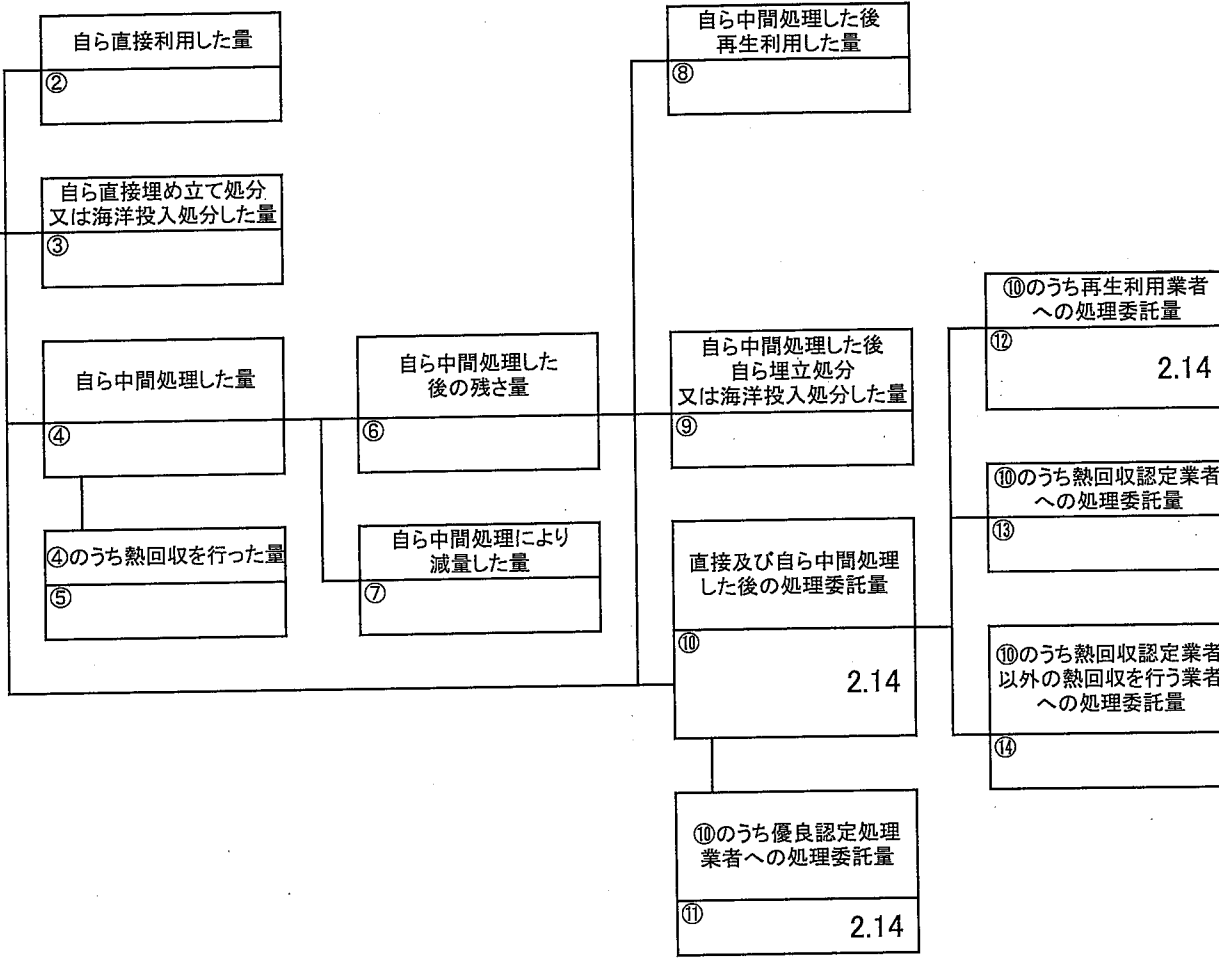 自ら直接利用した量
②
自ら直接埋め立て処分
又は海洋投入処分した量
③
自ら中間処理した量
④
④のうち熱回収を行った量
⑤
自ら中間処理した
後の残さ量
⑥
自ら中間処理により
減量した量
⑦
自ら中間処理した後
再生利用した量
⑧
自ら中間処理した後
自ら埋立処分
又は海洋投入処分した量
⑨
直接及び自ら中間処理
した後の処理委託量
⑩
2.14
⑩のうち優良認定処理
業者への処理委託量
⑪
2.14
⑩のうち再生利用業者
への処理委託量
⑫
2.14
⑩のうち熱回収認定業者
への処理委託量
⑬
⑩のうち熱回収認定業者
以外の熱回収を行う業者
への処理委託量
⑭